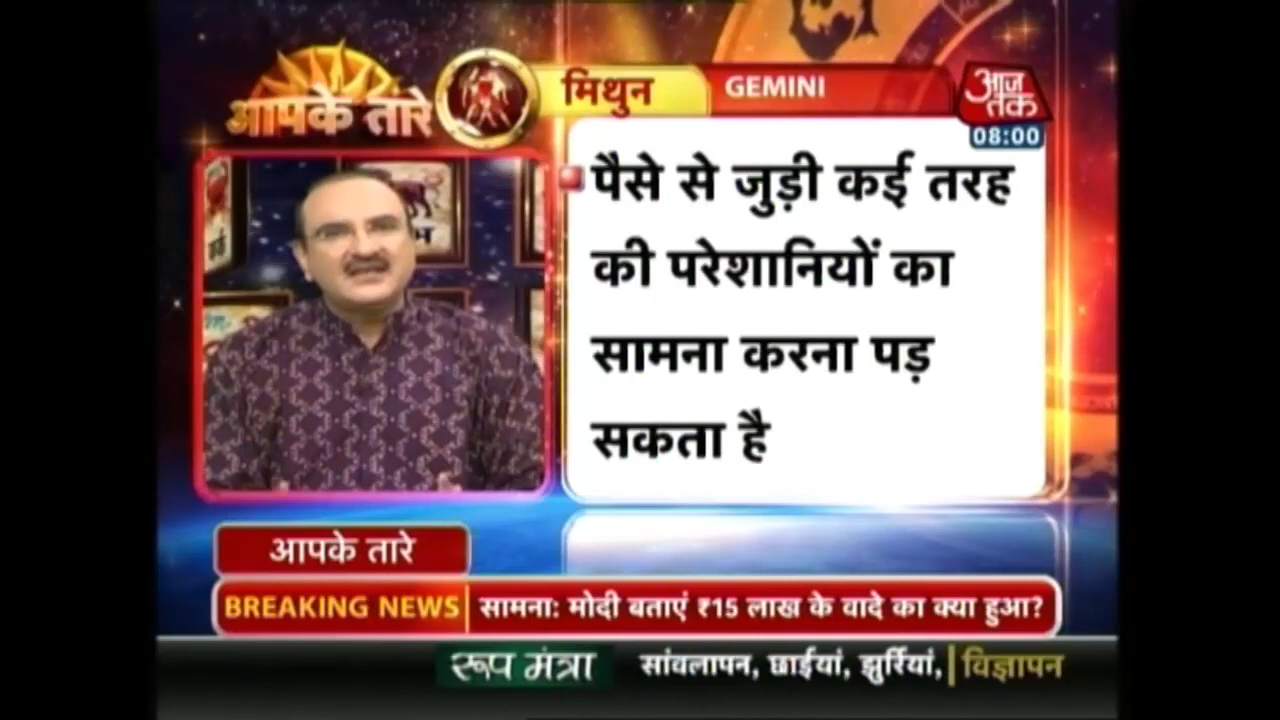 आपके तारे
मिथुन
GEMINI
आज
तक
08:00
पैसे से जुड़ी कई तरह
की परेशानियों का
सामना करना पड़
सकता है
आपके तारे
BREAKING NEWS
सामना: मोदी बताएं ₹15 लाख के वादे का क्या हुआ?
रूप मंत्रा
सांवलापन, छाईयां, झुर्रियां,
विज्ञापन